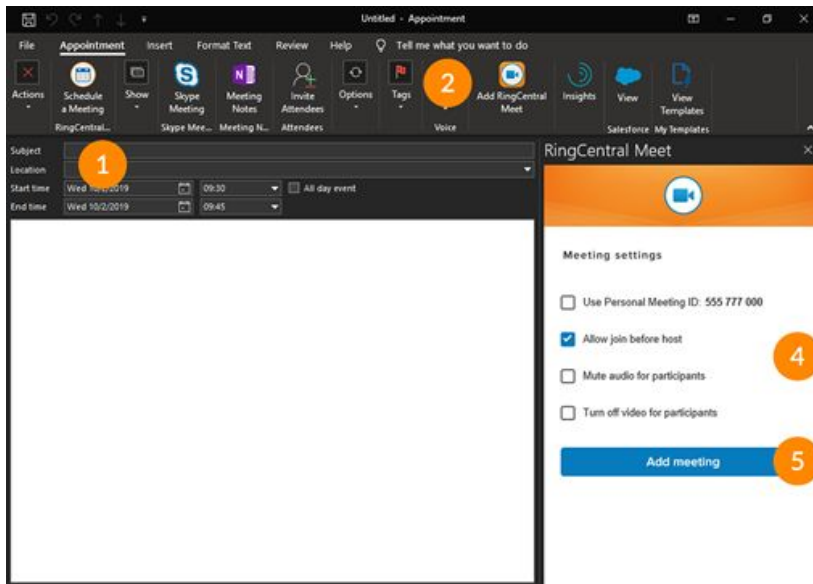 Untitled - Appointment
File Appointment Insert Format Text Review Help Tell me what you want to do
Actions
Schedule a Meeting
Show
Skype Meeting
Meeting Notes
Invite Attendees
Options
Tags
2
Add RingCentral Meet
Insights
View
View Templates
RingCentral... Skype Mee... Meeting N... Attendees Voice Salesforce My Templates
Subject
1
Location
Start time Wed 10/2/2019 09:30 All day event
End time Wed 10/2/2019 09:45
RingCentral Meet
Meeting settings
Use Personal Meeting ID: 555 777 000
Allow join before host
4
Mute audio for participants
Turn off video for participants
Add meeting
5